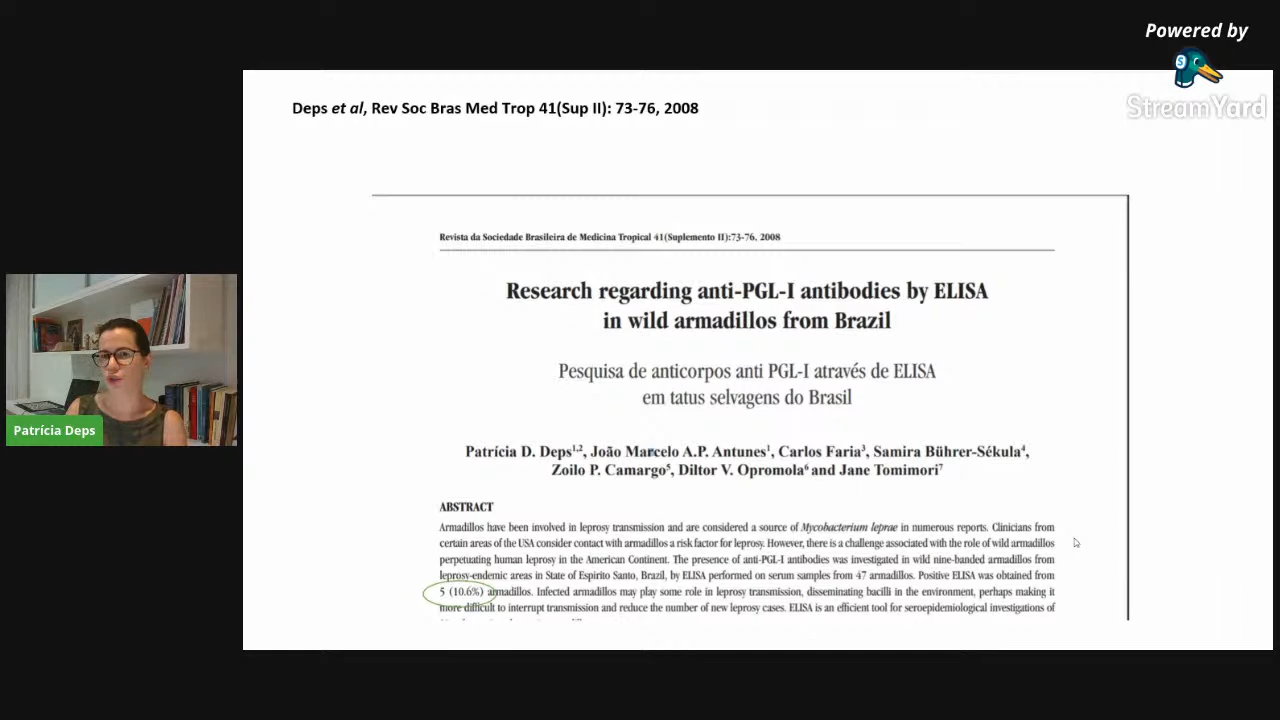 Powered by
StreamYard
Deps et al, Rev Soc Bras Med Trop 41(Sup II): 73-76, 2008
Revista da Sociedade Brasileira de Medicina Tropical 41(Suplemento II):73-76, 2008
Research regarding anti-PGL-I antibodies by ELISA
in wild armadillos from Brazil
Pesquisa de anticorpos anti PGL-I através de ELISA
em tatus selvagens do Brasil
Patrícia D. Deps1,2, João Marcelo A.P. Antunes1, Carlos Faria3, Samira Bührer-Sékula4,
Zoilo P. Camargo5, Diltor V. Opromola6 and Jane Tomimori7
ABSTRACT
Armadillos have been involved in leprosy transmission and are considered a source of Mycobacterium leprae in numerous reports. Clinicians from
certain areas of the USA consider contact with armadillos a risk factor for leprosy. However, there is a challenge associated with the role of wild armadillos
perpetuating human leprosy in the American Continent. The presence of anti-PGL-I antibodies was investigated in wild nine-banded armadillos from
leprosy-endemic areas in State of Espirito Santo, Brazil, by ELISA performed on serum samples from 47 armadillos. Positive ELISA was obtained from
5 (10.6%) armadillos. Infected armadillos may play some role in leprosy transmission, disseminating bacilli in the environment, perhaps making it
more difficult to interrupt transmission and reduce the number of new leprosy cases. ELISA is an efficient tool for seroepidemiological investigations of
Patrícia Deps